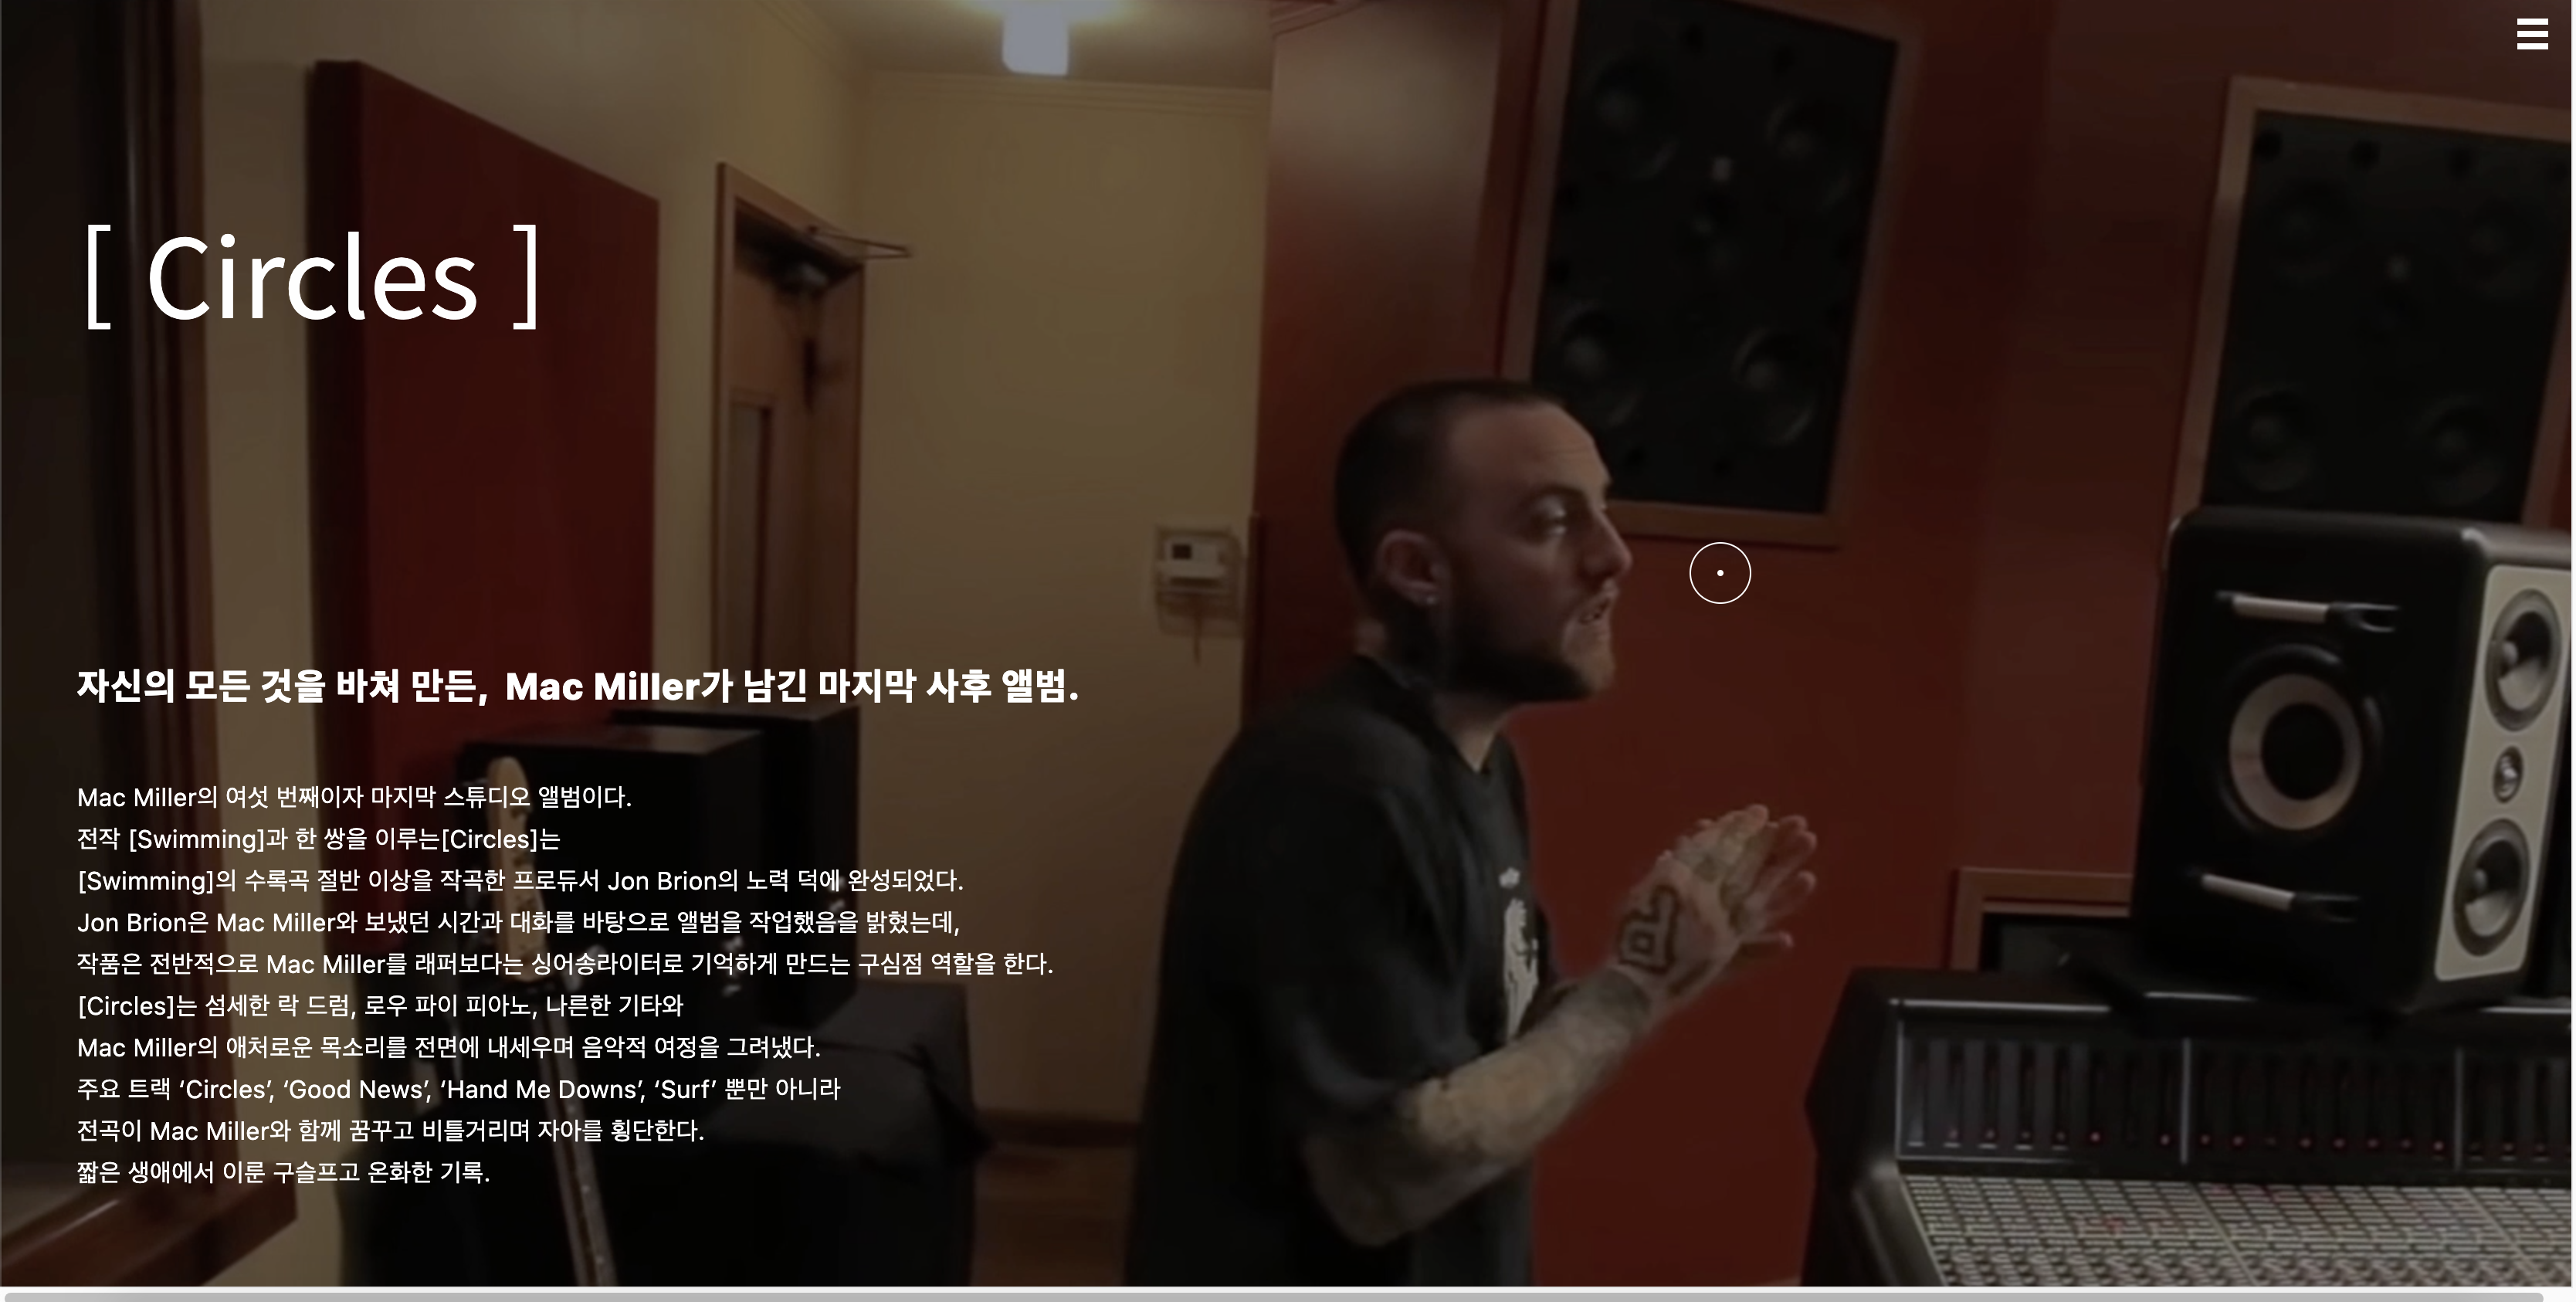 [ Circles ]
자신의 모든 것을 바쳐 만든, Mac Miller가 남긴 마지막 사후 앨범.
Mac Miller의 여섯 번째이자 마지막 스튜디오 앨범이다.
전작 [Swimming]과 한 쌍을 이루는[Circles]는
[Swimming]의 수록곡 절반 이상을 작곡한 프로듀서 Jon Brion의 노력 덕에 완성되었다.
Jon Brion은 Mac Miller와 보냈던 시간과 대화를 바탕으로 앨범을 작업했음을 밝혔는데,
작품은 전반적으로 Mac Miller를 래퍼보다는 싱어송라이터로 기억하게 만드는 구심점 역할을 한다.
[Circles]는 섬세한 락 드럼, 로우 파이 피아노, 나른한 기타와
Mac Miller의 애처로운 목소리를 전면에 내세우며 음악적 여정을 그려냈다.
주요 트랙 ‘Circles’, ‘Good News’, ‘Hand Me Downs’, ‘Surf’ 뿐만 아니라
전곡이 Mac Miller와 함께 꿈꾸고 비틀거리며 자아를 횡단한다.
짧은 생애에서 이룬 구슬프고 온화한 기록.